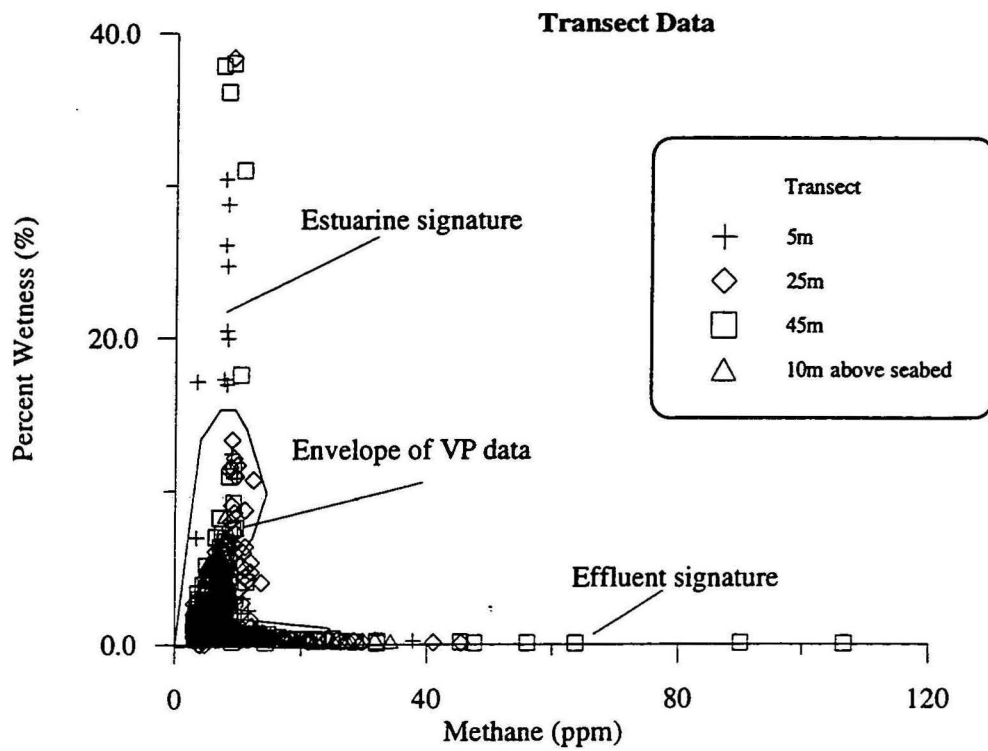 Transect Data
40.0
20.0
0.0
Percent Wetness (%)
Estuarine signature
Envelope of VP data
Effluent signature
Transect
5m
25m
45m
10m above seabed
0
40
80
120
Methane (ppm)